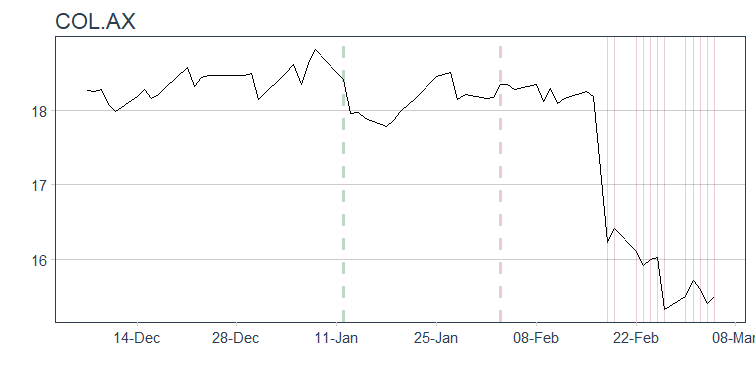 COL.AX
18
17
16
14-Dec
28-Dec
11-Jan
25-Jan
08-Feb
22-Feb
08-Mar